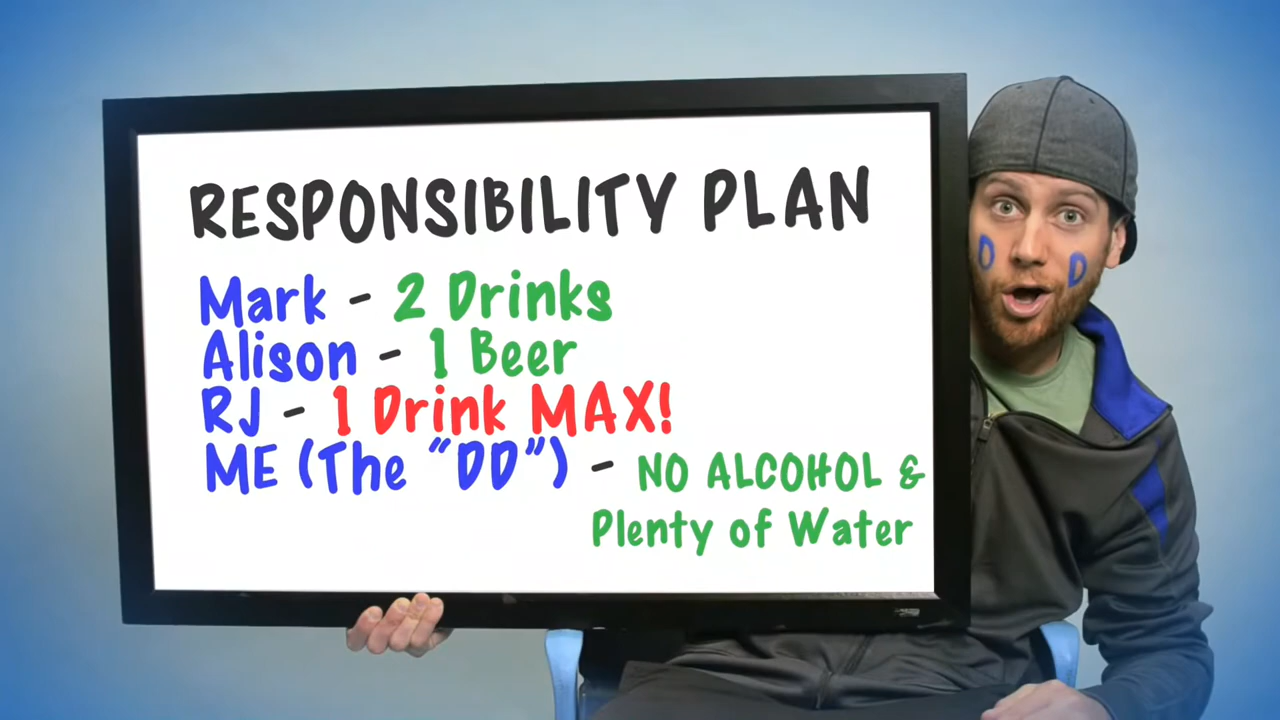 RESPONSIBILITY PLAN
Mark - 2 Drinks
Alison - 1 Beer
RJ - 1 Drink MAX!
ME (The "DD") - NO ALCOHOL &
Plenty of Water
D D